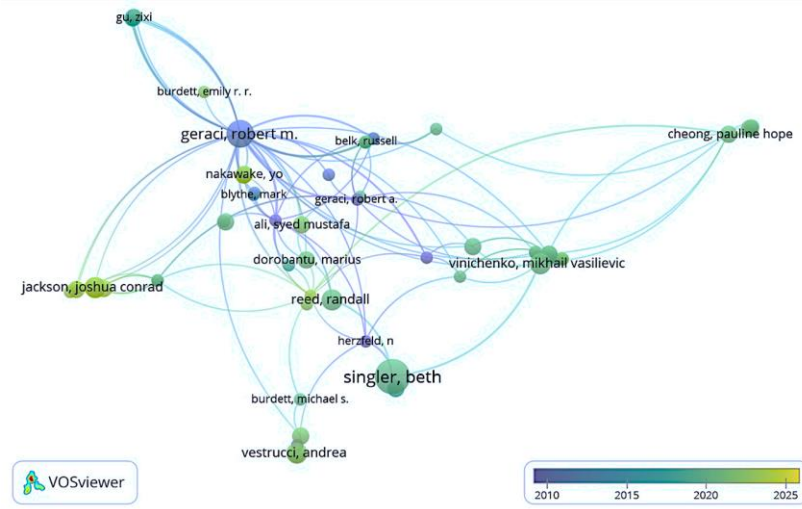 gu, zixi
burdett, emily r. r.
geraci, robert m.
belk, russell
cheong, pauline hope
nakawake, yo
blythe, mark
geraci, robert a.
ali, syed mustafa
dorobantu, marius
vinichenko, mikhail vasilievic
jackson, joshua conrad
reed, randall
herzfeld, n
singler, beth
burdett, michael s.
vestrucci, andrea
VOSviewer
2010 2015 2020 2025